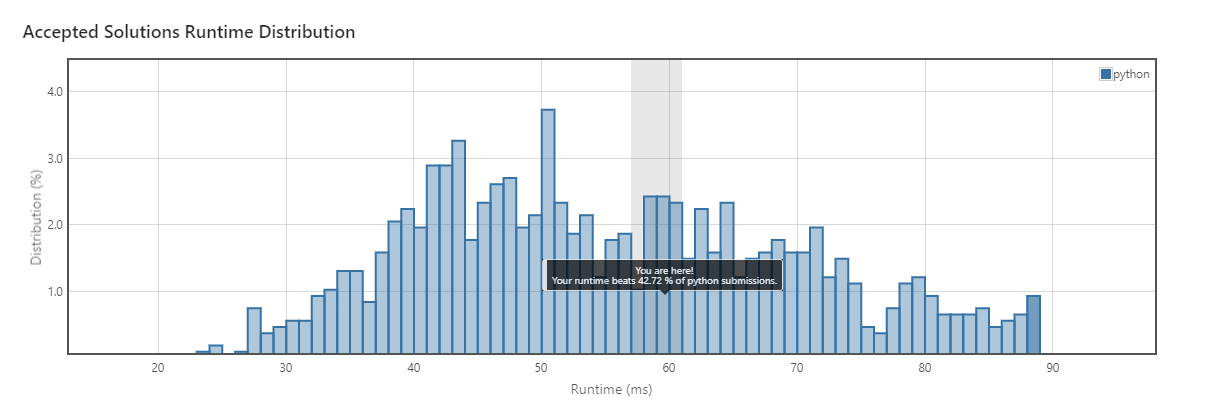 Accepted Solutions Runtime Distribution
python
4.0
3.0
2.0
1.0
Distribution (%)
You are here!
Your runtime beats 42.72 % of python submissions.
20 30 40 50 60 70 80 90
Runtime (ms)